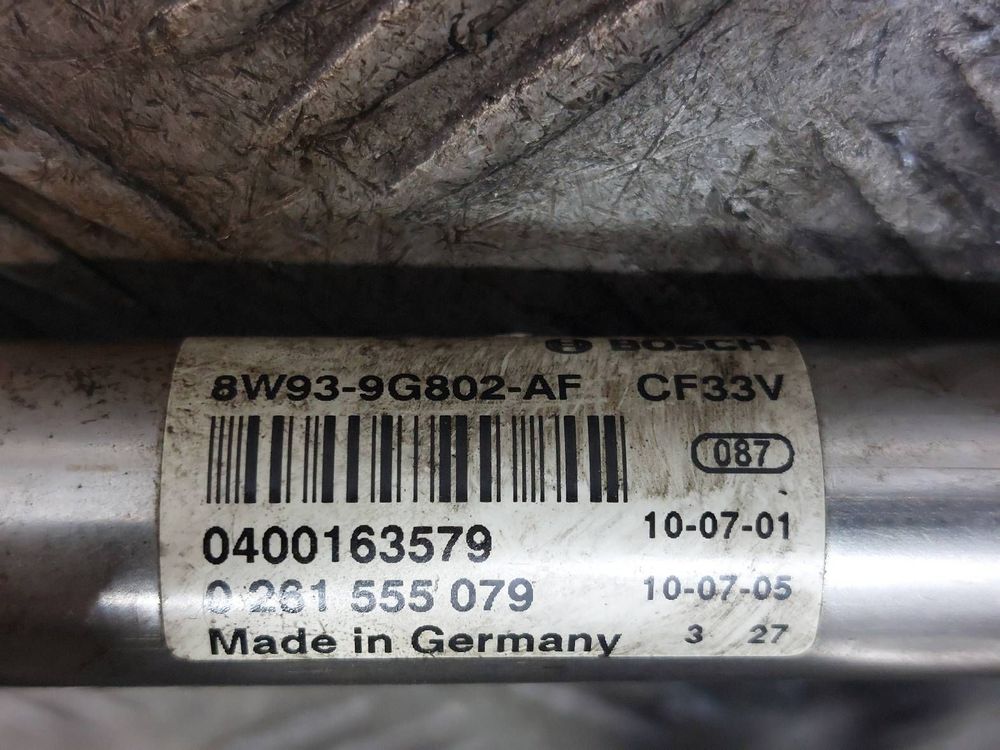 BOSCH
8W93-9G802-AF CF33V
087
0400163579 10-07-01
0 261 555 079 10-07-05
Made in Germany 3 27